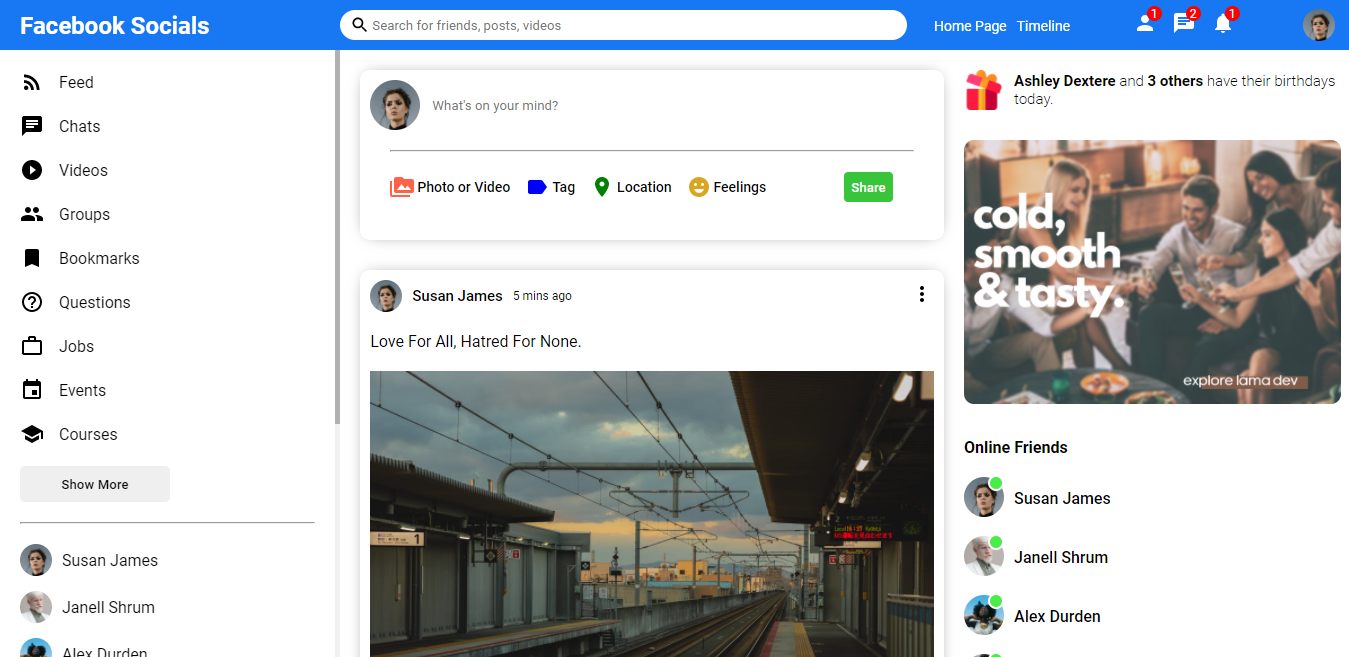 Facebook Socials
Search for friends, posts, videos
Home Page Timeline
1
2
1
Feed
Chats
Videos
Groups
Bookmarks
Questions
Jobs
Events
Courses
Show More
Susan James
Janell Shrum
Alex Durden
What's on your mind?
Photo or Video Tag Location Feelings Share
Susan James 5 mins ago
Love For All, Hatred For None.
1
Ashley Dextere and 3 others have their birthdays
today.
cold,
smooth
& tasty.
explore lama dev
Online Friends
Susan James
Janell Shrum
Alex Durden